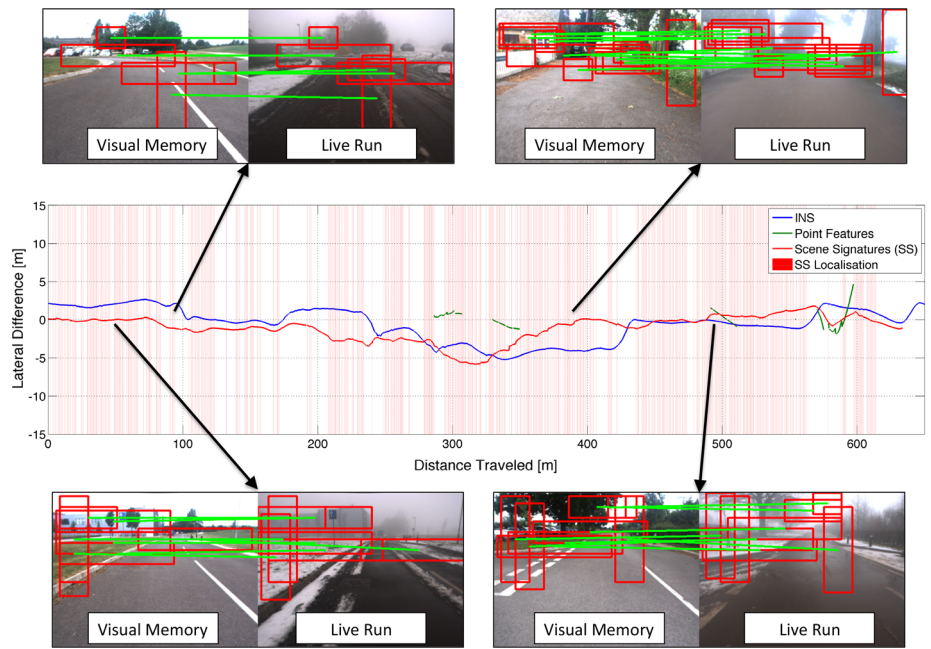 Visual Memory
Live Run
Visual Memory
Live Run
15
10
5
0
-5
-10
-15
Lateral Difference [m]
INS
Point Features
Scene Signatures (SS)
SS Localisation
0
100
200
300
400
500
600
Distance Traveled [m]
Visual Memory
Live Run
Visual Memory
Live Run